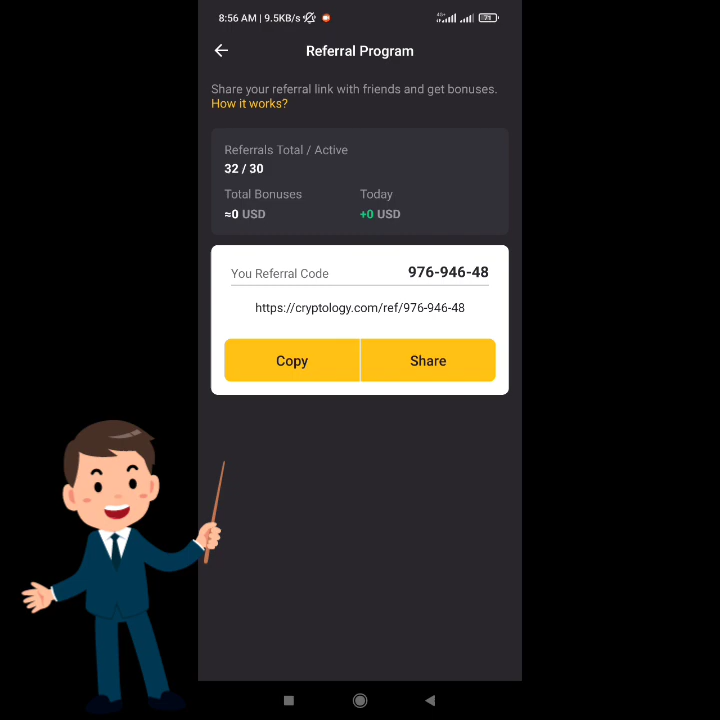 8:56 AM | 9.5KB/s
Referral Program
Share your referral link with friends and get bonuses.
How it works?
Referrals Total / Active
32 / 30
Total Bonuses
Today
≈0 USD
+0 USD
You Referral Code
976-946-48
https://cryptology.com/ref/976-946-48
Copy
Share